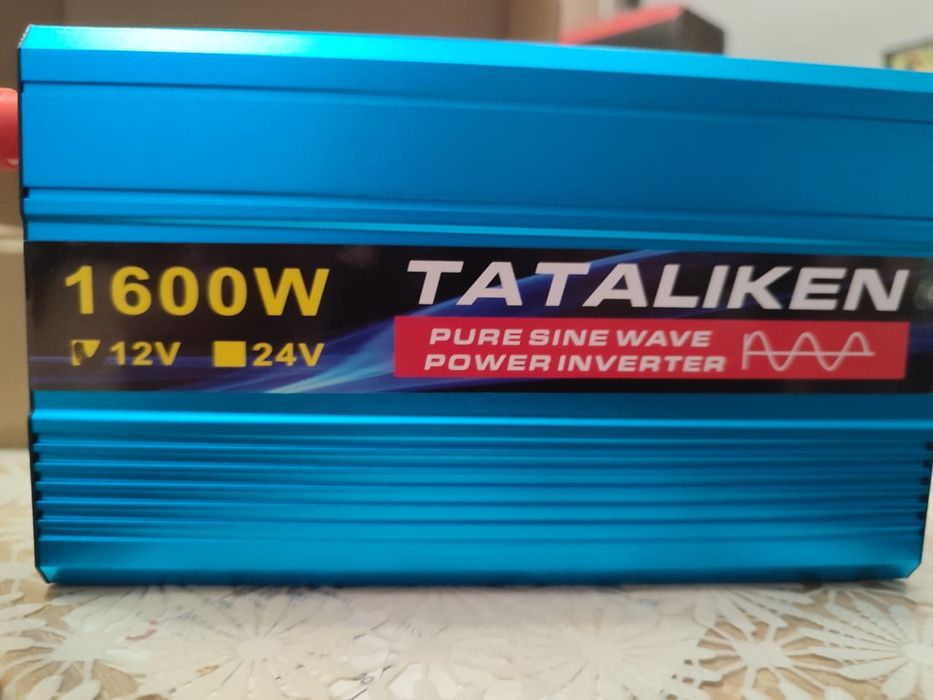 1600W
12V 24V
TATALIKEN
PURE SINE WAVE
POWER INVERTER